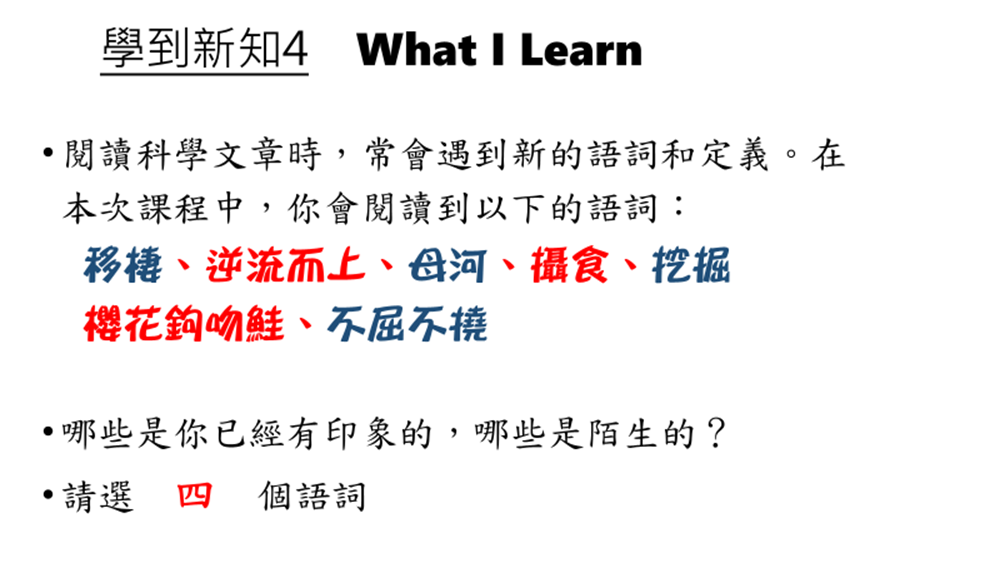 學到新知4 What I Learn
•閱讀科學文章時，常會遇到新的語詞和定義。在
本次課程中，你會閱讀到以下的語詞：
移棲、逆流而上、母河、攝食、挖掘
櫻花鉤吻鮭、不屈不撓
•哪些是你已經有印象的，哪些是陌生的？
•請選 四 個語詞